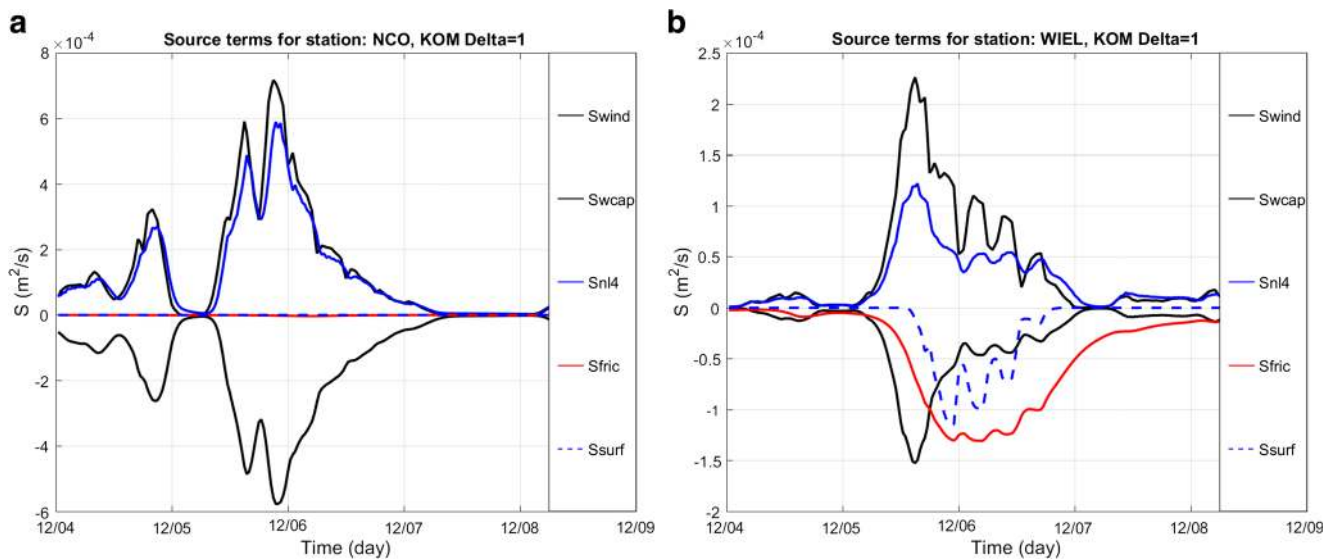 a
Source terms for station: NCO, KOM Delta=1
×10⁻⁴
8
6
4
2
0
-2
-4
-6
S (m²/s)
12/04 12/05 12/06 12/07 12/08 12/09
Time (day)
Swind
Swcap
Snl4
Sfric
Ssurf
b
Source terms for station: WIEL, KOM Delta=1
×10⁻⁴
2.5
2
1.5
1
0.5
0
-0.5
-1
-1.5
-2
S (m²/s)
12/04 12/05 12/06 12/07 12/08 12/09
Time (day)
Swind
Swcap
Snl4
Sfric
Ssurf